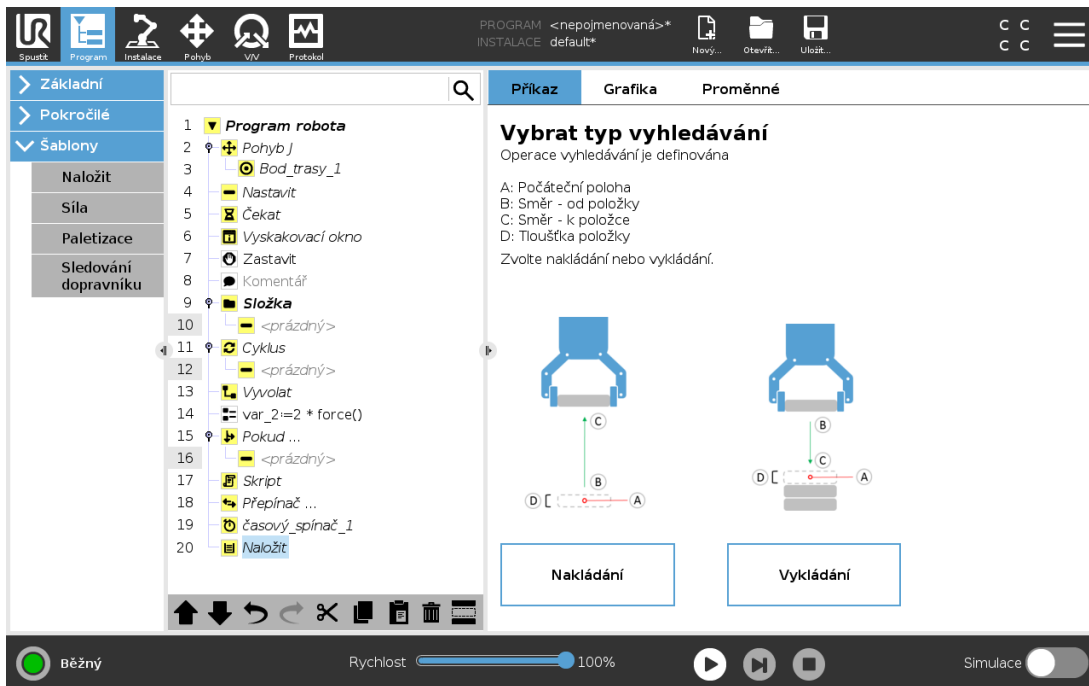 PROGRAM <nepojmenovaná>*
INSTALACE default*
Spustit
Program
Instalace
Pohyb
V/V
Protokol
Nový...
Otevřít...
Uložit...
C C
C C
Základní
Pokročilé
Šablony
Naložit
Síla
Paletizace
Sledování
dopravníku
1 Program robota
2 Pohyb J
3 Bod_trasy_1
4 Nastavit
5 Čekat
6 Vyskakovací okno
7 Zastavit
8 Komentář
9 Složka
10 <prázdný>
11 Cyklus
12 <prázdný>
13 Vyvolat
14 var_2:=2 * force()
15 Pokud ...
16 <prázdný>
17 Skript
18 Přepínač ...
19 časový_spínač_1
20 Naložit
Příkaz Grafika Proměnné
Vybrat typ vyhledávání
Operace vyhledávání je definována
A: Počáteční poloha
B: Směr - od položky
C: Směr - k položce
D: Tloušťka položky
Zvolte nakládání nebo vykládání.
C
B
D
A
B
C
D
A
Nakládání
Vykládání
Běžný
Rychlost 100%
Simulace